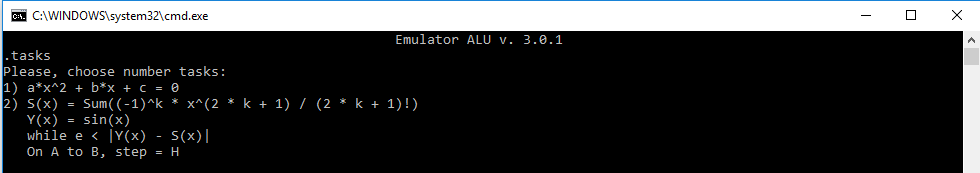 C:\WINDOWS\system32\cmd.exe
Emulator ALU v. 3.0.1
.tasks
Please, choose number tasks:
1) a*x^2 + b*x + c = 0
2) S(x) = Sum((-1)^k * x^(2 * k + 1) / (2 * k + 1)!)
Y(x) = sin(x)
while e < |Y(x) - S(x)|
On A to B, step = H